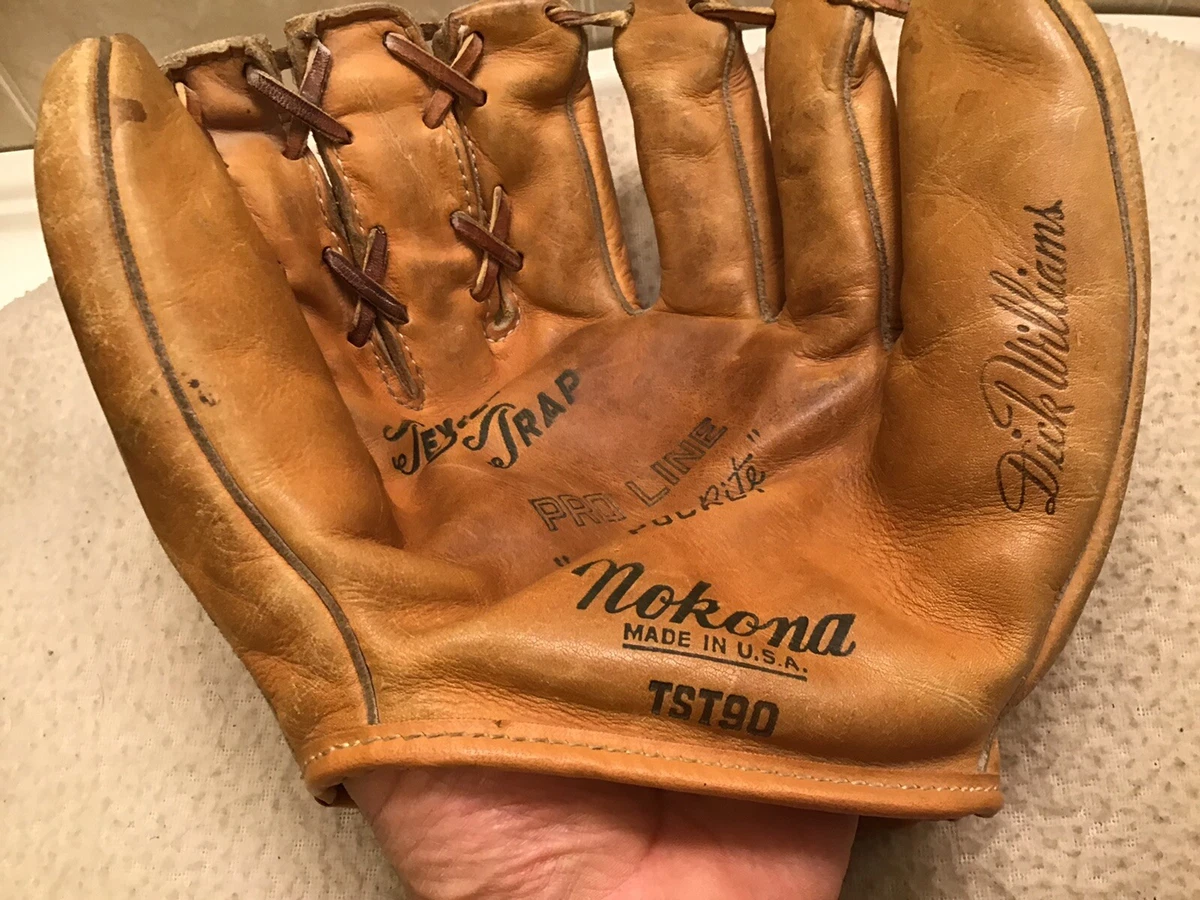 TEX-TRAP
PRO LINE
Nokona
MADE IN U.S.A.
TST90
Dick Williams